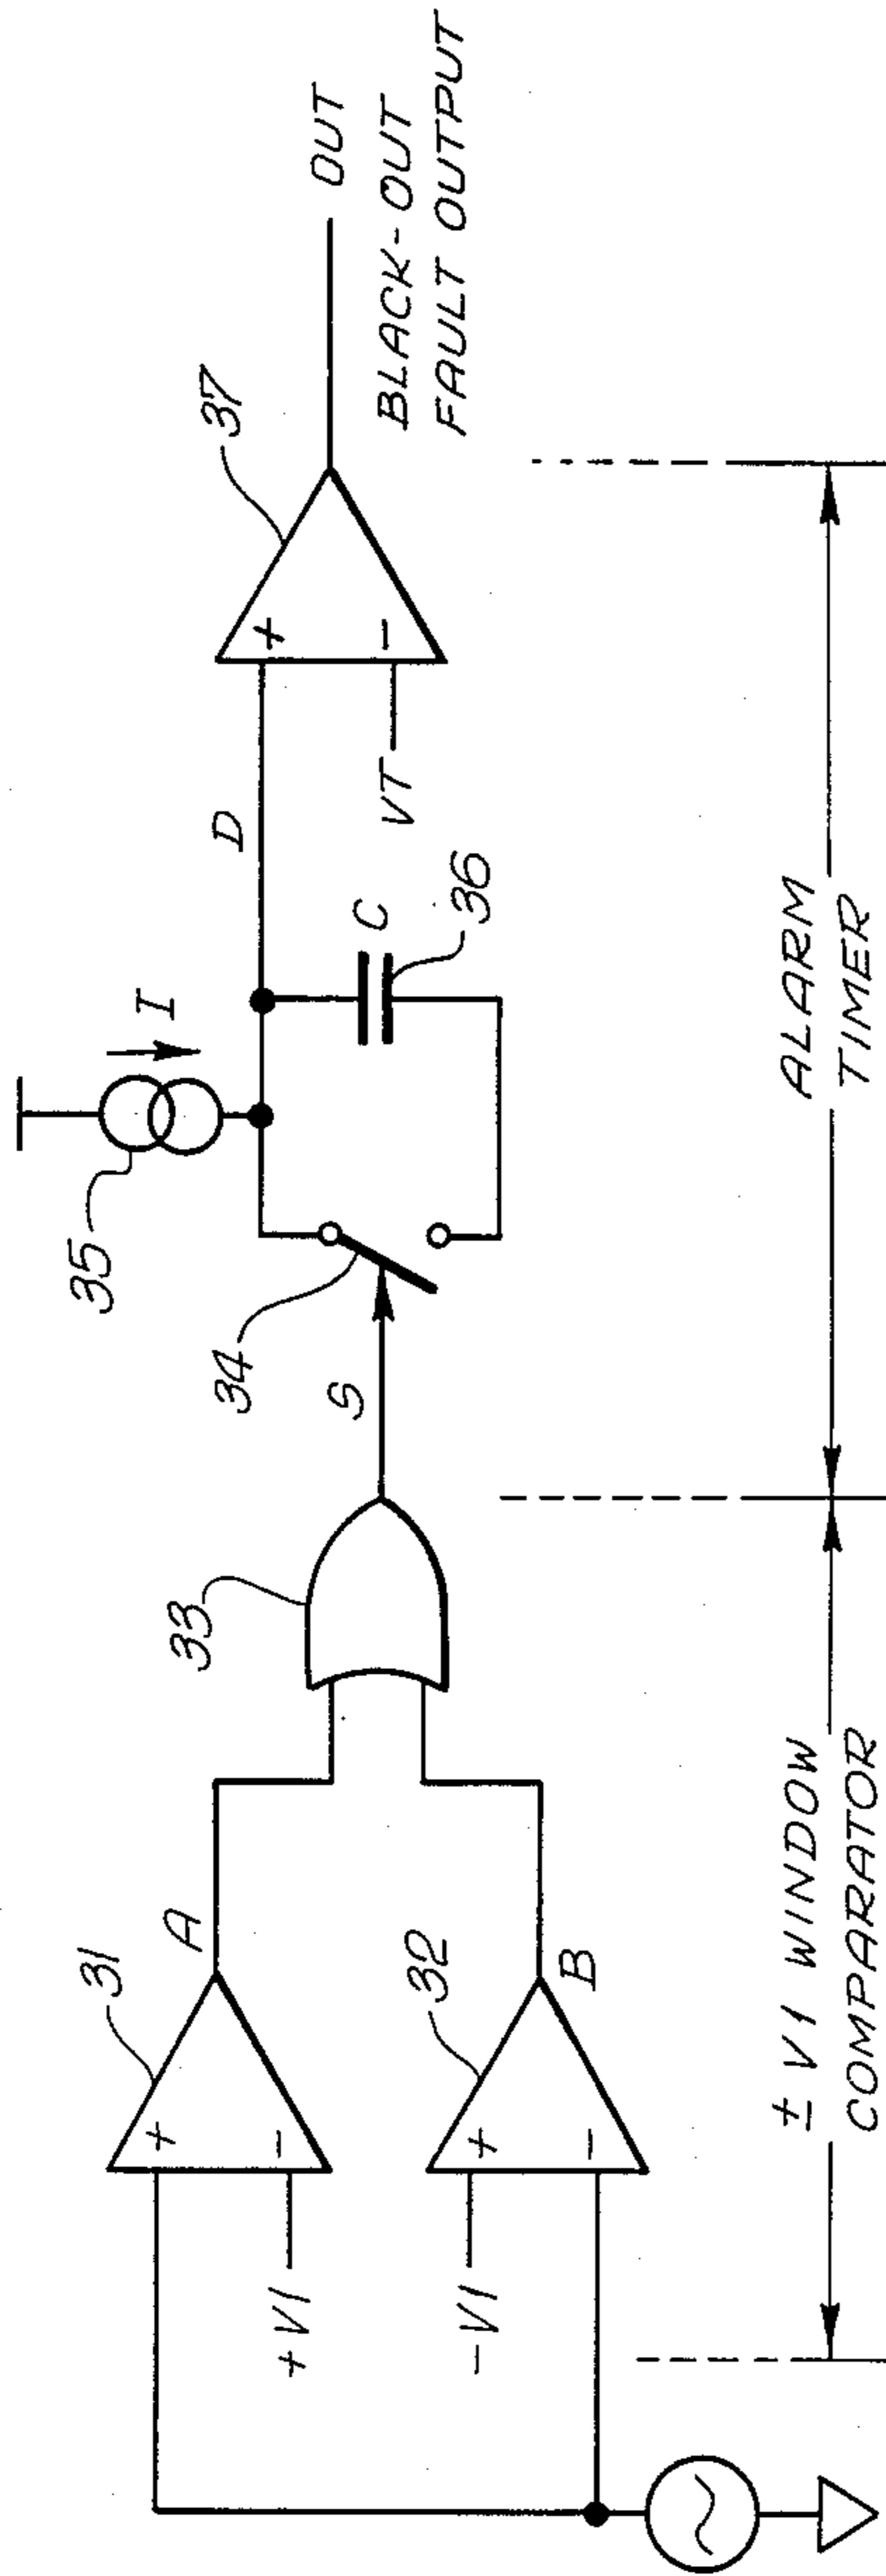 31
A
+
-
+V1
32
B
+
-
-V1
33
S
34
35
I
D
C
36
VT
37
+
-
OUT
BLACK-OUT
FAULT OUTPUT
± V1 WINDOW
COMPARATOR
ALARM
TIMER